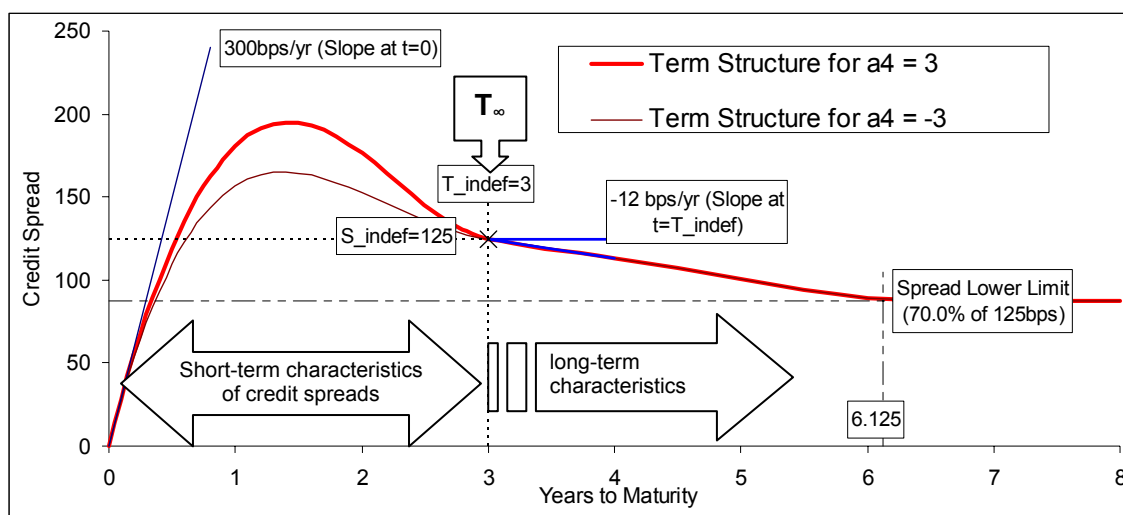 250
200
150
100
50
0
Credit Spread
300bps/yr (Slope at t=0)
Term Structure for a4 = 3
Term Structure for a4 = -3
T∞
T_indef=3
S_indef=125
-12 bps/yr (Slope at
t=T_indef)
Spread Lower Limit
(70.0% of 125bps)
Short-term characteristics
of credit spreads
long-term
characteristics
6.125
0 1 2 3 4 5 6 7 8
Years to Maturity